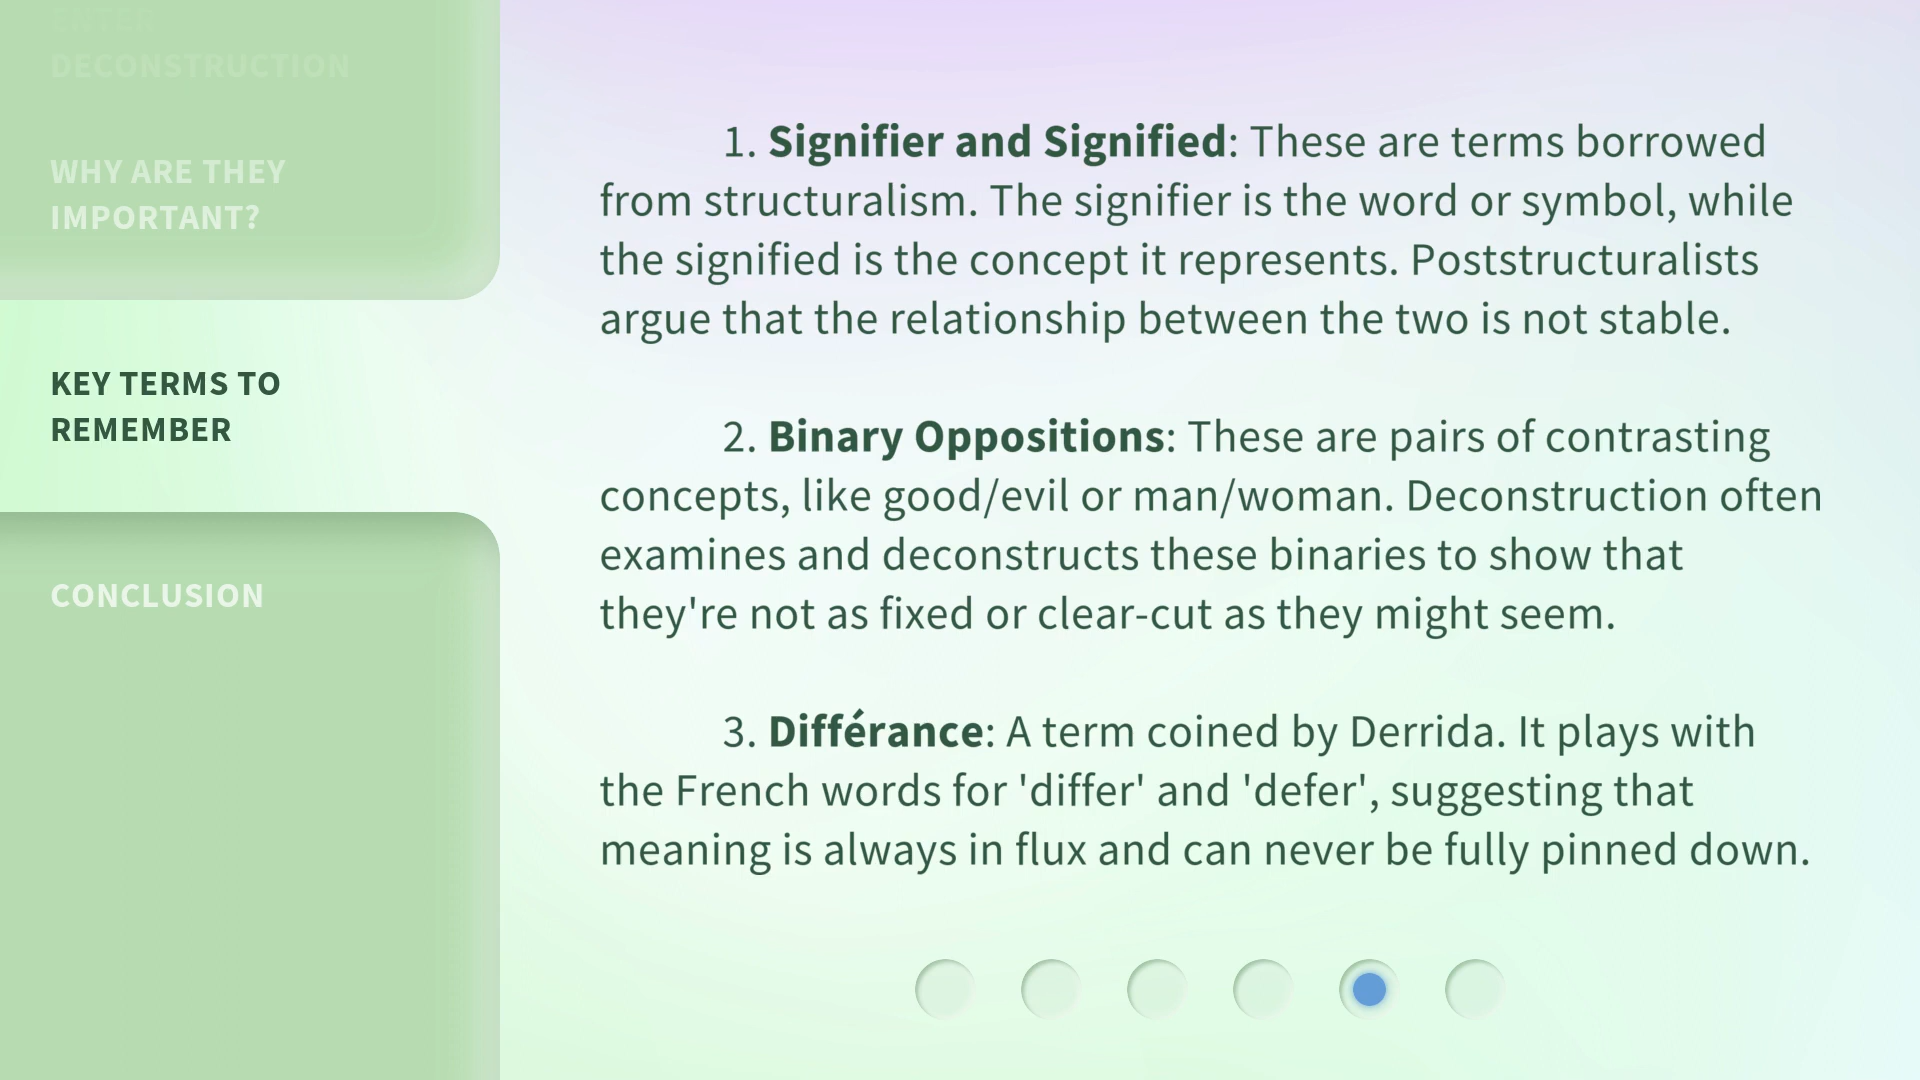 ENTER
DECONSTRUCTION
WHY ARE THEY
IMPORTANT?
KEY TERMS TO
REMEMBER
CONCLUSION
1. Signifier and Signified: These are terms borrowed
from structuralism. The signifier is the word or symbol, while
the signified is the concept it represents. Poststructuralists
argue that the relationship between the two is not stable.
2. Binary Oppositions: These are pairs of contrasting
concepts, like good/evil or man/woman. Deconstruction often
examines and deconstructs these binaries to show that
they're not as fixed or clear-cut as they might seem.
3. Différance: A term coined by Derrida. It plays with
the French words for 'differ' and 'defer', suggesting that
meaning is always in flux and can never be fully pinned down.